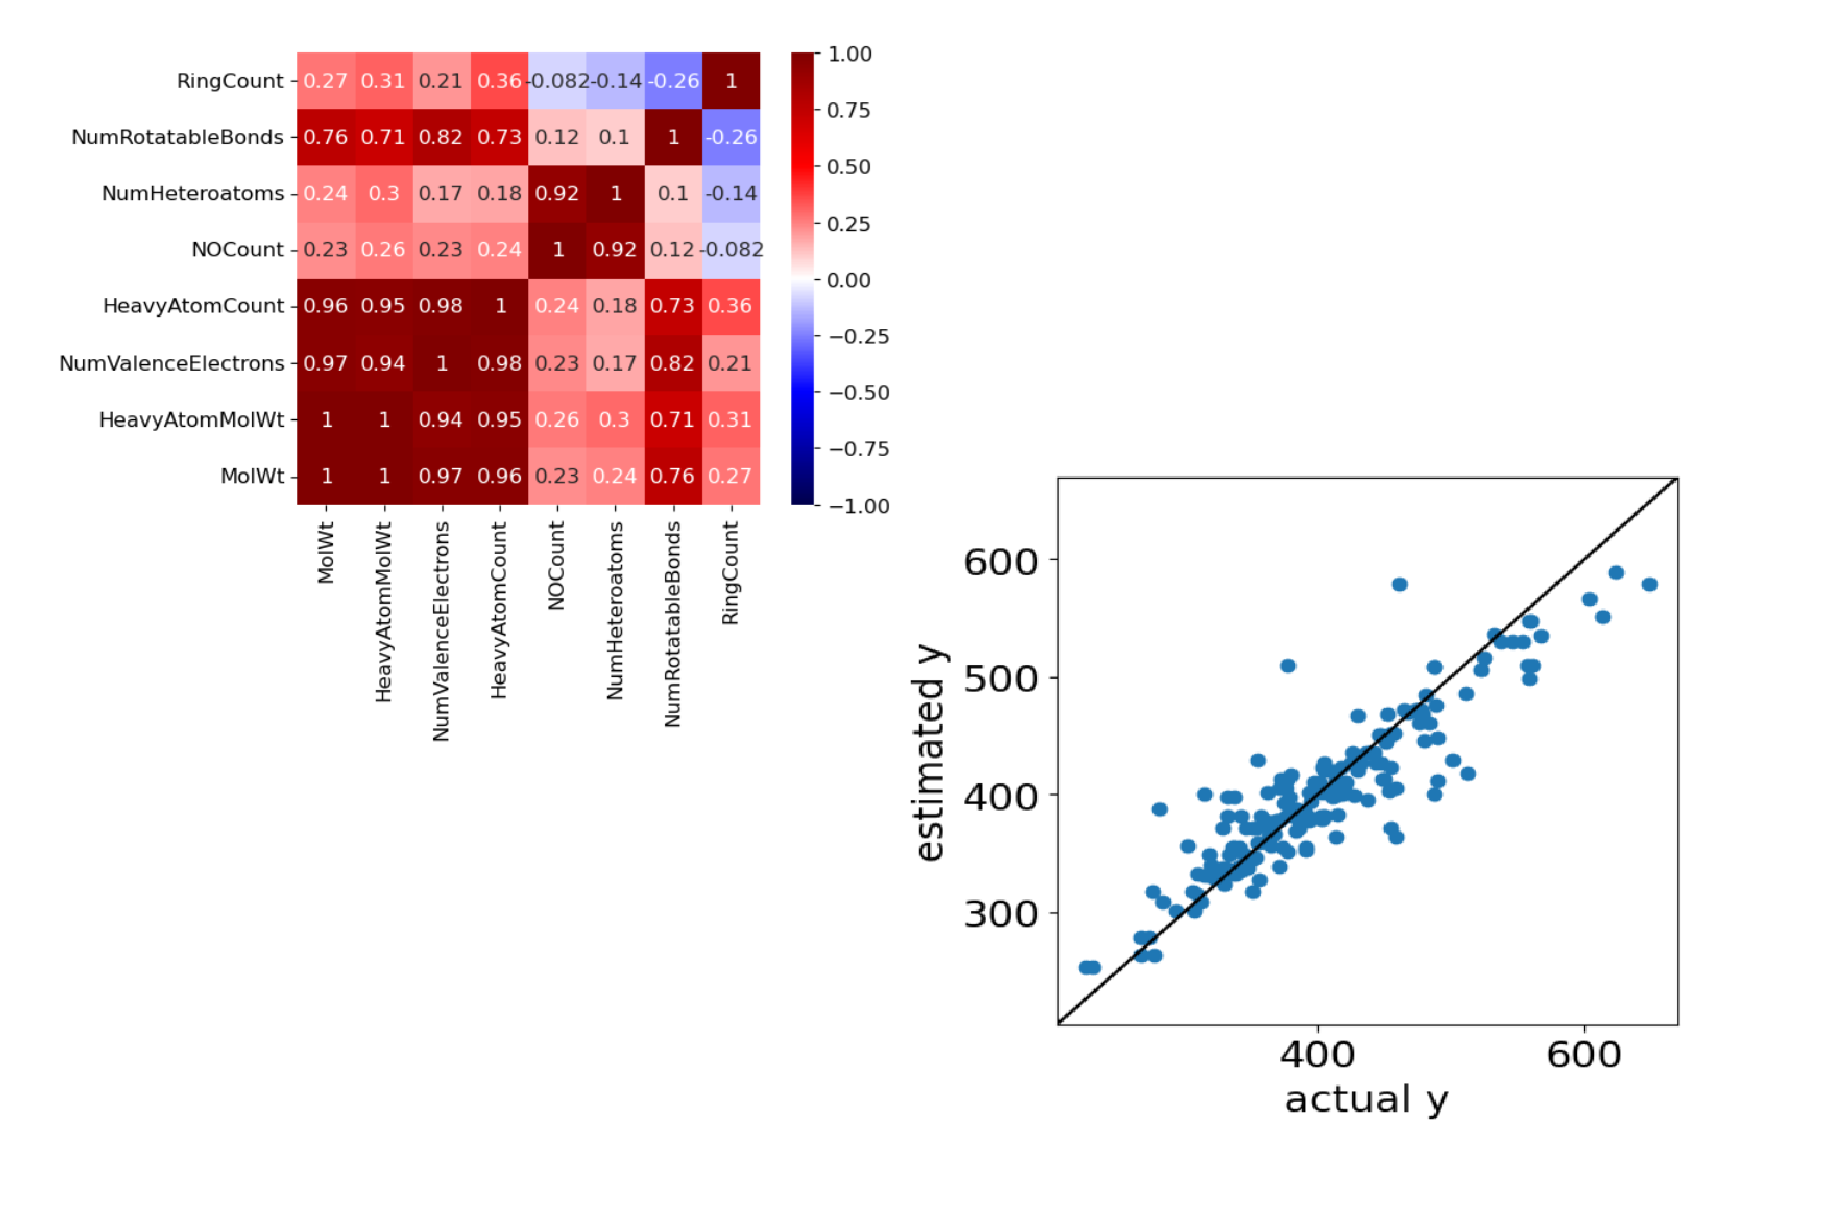 RingCount 0.27 0.31 0.21 0.36 -0.082 -0.14 -0.26 1
NumRotatableBonds 0.76 0.71 0.82 0.73 0.12 0.1 1 -0.26
NumHeteroatoms 0.24 0.3 0.17 0.18 0.92 1 0.1 -0.14
NOCount 0.23 0.26 0.23 0.24 1 0.92 0.12 -0.082
HeavyAtomCount 0.96 0.95 0.98 1 0.24 0.18 0.73 0.36
NumValenceElectrons 0.97 0.94 1 0.98 0.23 0.17 0.82 0.21
HeavyAtomMolWt 1 1 0.94 0.95 0.26 0.3 0.71 0.31
MolWt 1 1 0.97 0.96 0.23 0.24 0.76 0.27
MolWt
HeavyAtomMolWt
NumValenceElectrons
HeavyAtomCount
NOCount
NumHeteroatoms
NumRotatableBonds
RingCount
1.00
0.75
0.50
0.25
0.00
−0.25
−0.50
−0.75
−1.00
estimated y
600
500
400
300
400 600
actual y